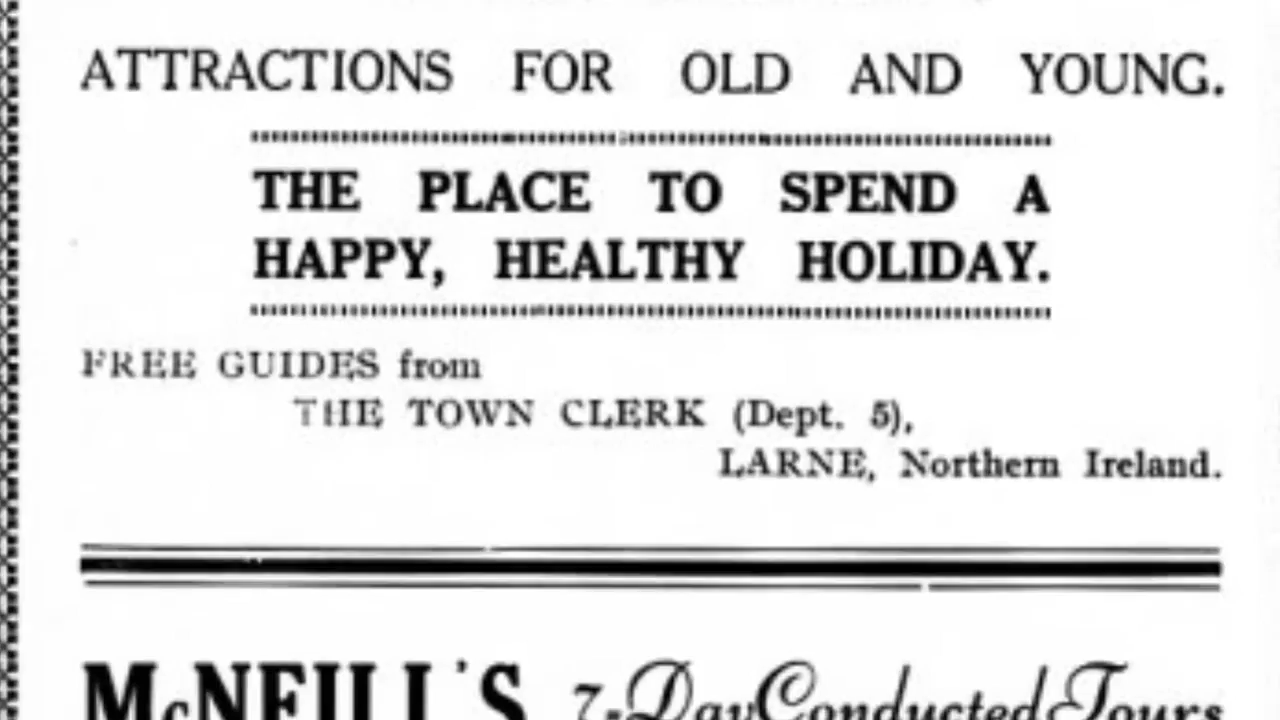 ATTRACTIONS FOR OLD AND YOUNG.
THE PLACE TO SPEND A
HAPPY, HEALTHY HOLIDAY.
FREE GUIDES from
THE TOWN CLERK (Dept. 5),
LARNE, Northern Ireland.
McNEILL'S 7-Day Conducted Tours